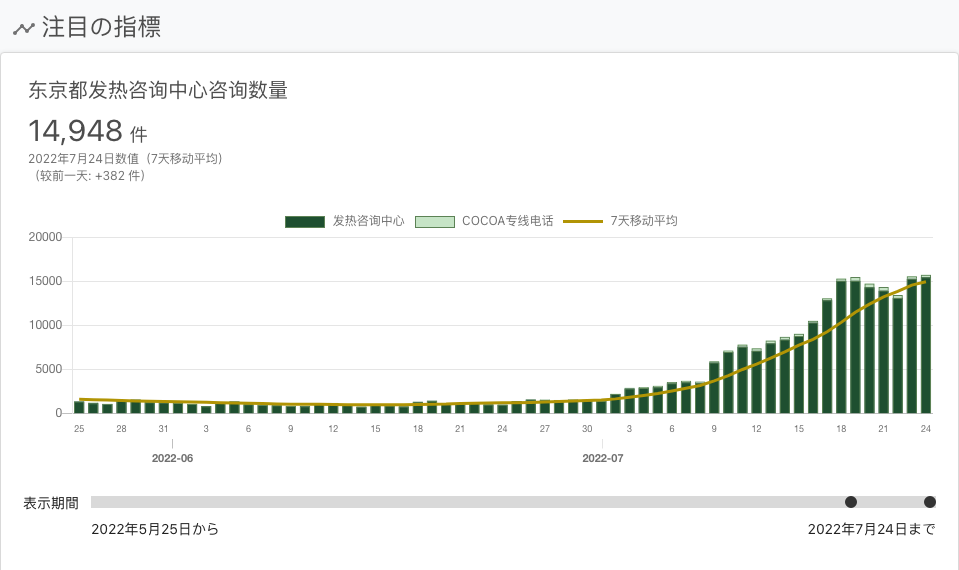 注目の指標
东京都发热咨询中心咨询数量
14,948 件
2022年7月24日数值（7天移动平均）
（较前一天: +382 件）
发热咨询中心 COCOA专线电话 7天移动平均
20000
15000
10000
5000
0
25 28 31 3 6 9 12 15 18 21 24 27 30 3 6 9 12 15 18 21 24
2022-06 2022-07
表示期間
2022年5月25日から 2022年7月24日まで